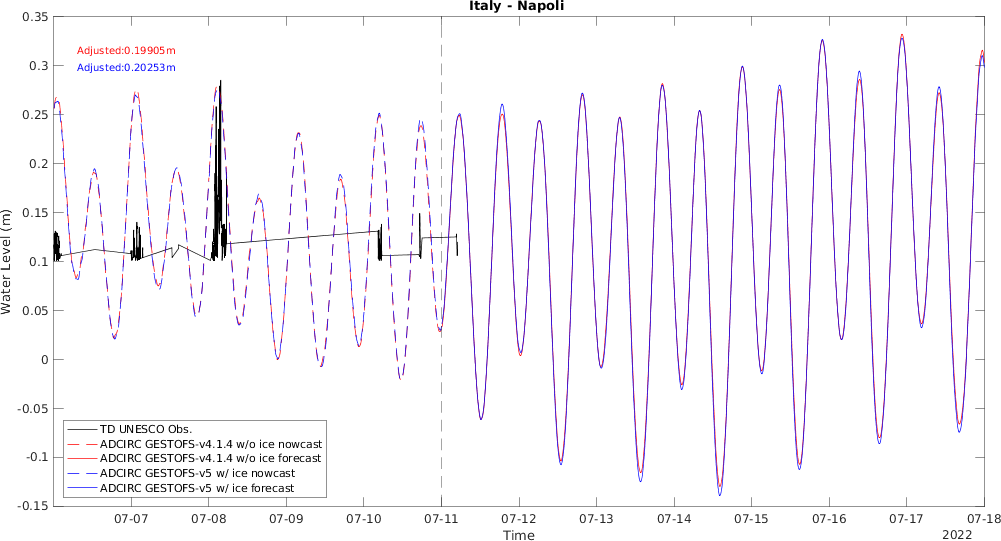 Italy - Napoli
Adjusted:0.19905m
Adjusted:0.20253m
Water Level (m)
0.35
0.3
0.25
0.2
0.15
0.1
0.05
0
-0.05
-0.1
-0.15
TD UNESCO Obs.
ADCIRC GESTOFS-v4.1.4 w/o ice nowcast
ADCIRC GESTOFS-v4.1.4 w/o ice forecast
ADCIRC GESTOFS-v5 w/ ice nowcast
ADCIRC GESTOFS-v5 w/ ice forecast
07-07 07-08 07-09 07-10 07-11 07-12 07-13 07-14 07-15 07-16 07-17 07-18
Time
2022